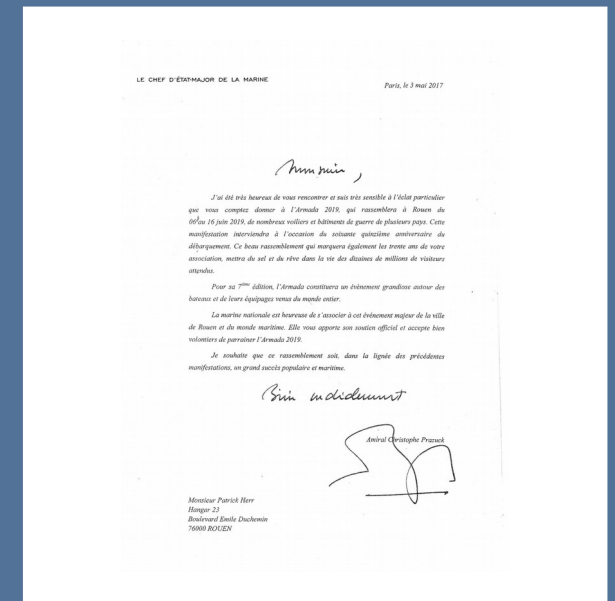 LE CHEF D'ÉTAT-MAJOR DE LA MARINE
Paris, le 3 mai 2017
Monsieur,
J'ai été très heureux de vous rencontrer et suis très sensible à l'éclat particulier
que vous comptez donner à l'Armada 2019, qui rassemblera à Rouen du
06 au 16 juin 2019, de nombreux voiliers et bâtiments de guerre de plusieurs pays. Cette
manifestation interviendra à l'occasion du soixante quinzième anniversaire du
débarquement. Ce beau rassemblement qui marquera également les trente ans de votre
association, mettra du sel et du rêve dans la vie des dizaines de millions de visiteurs
attendus.
Pour sa 7ème édition, l'Armada constituera un évènement grandiose autour des
bateaux et de leurs équipages venus du monde entier.
La marine nationale est heureuse de s'associer à cet évènement majeur de la ville
de Rouen et du monde maritime. Elle vous apporte son soutien officiel et accepte bien
volontiers de parrainer l'Armada 2019.
Je souhaite que ce rassemblement soit, dans la lignée des précédentes
manifestations, un grand succès populaire et maritime.
Bien cordialement
Amiral Christophe Prazuck
Monsieur Patrick Herr
Hangar 23
Boulevard Emile Duchemin
76000 ROUEN